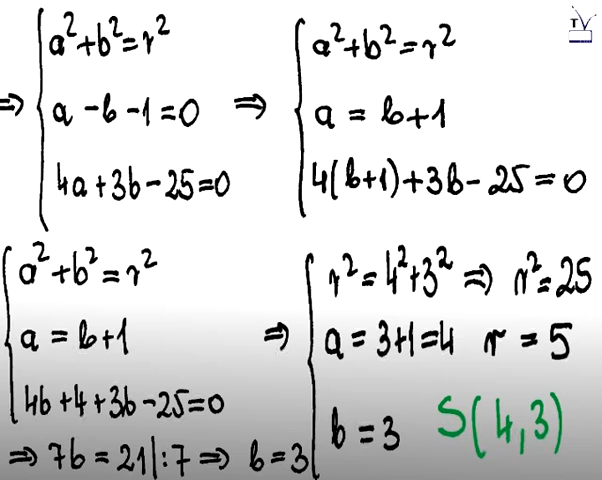 a²+b²=r² a²+b²=r²
⇒ a-b-1=0 ⇒ a=b+1
4a+3b-25=0 4(b+1)+3b-25=0
a²+b²=r² r²=4²+3² ⇒ r²=25
a=b+1 ⇒ a=3+1=4 r=5
4b+4+3b-25=0
b=3 S(4,3)
⇒ 7b=21|:7 ⇒ b=3
TV